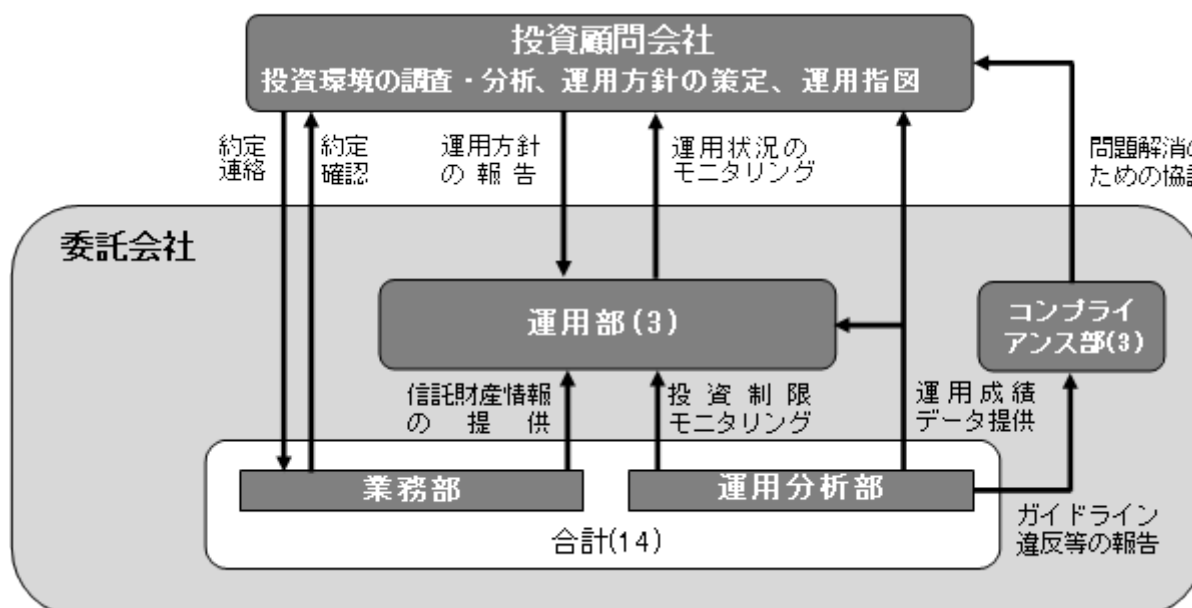 投資顧問会社
投資環境の調査・分析、運用方針の策定、運用指図
約定
連絡
約定
確認
運用方針
の報告
運用状況の
モニタリング
問題解消の
ための協議
委託会社
運用部(3)
コンプライ
アンス部(3)
信託財産情報
の提供
投資制限
モニタリング
運用成績
データ提供
業務部
運用分析部
合計(14)
ガイドライン
違反等の報告